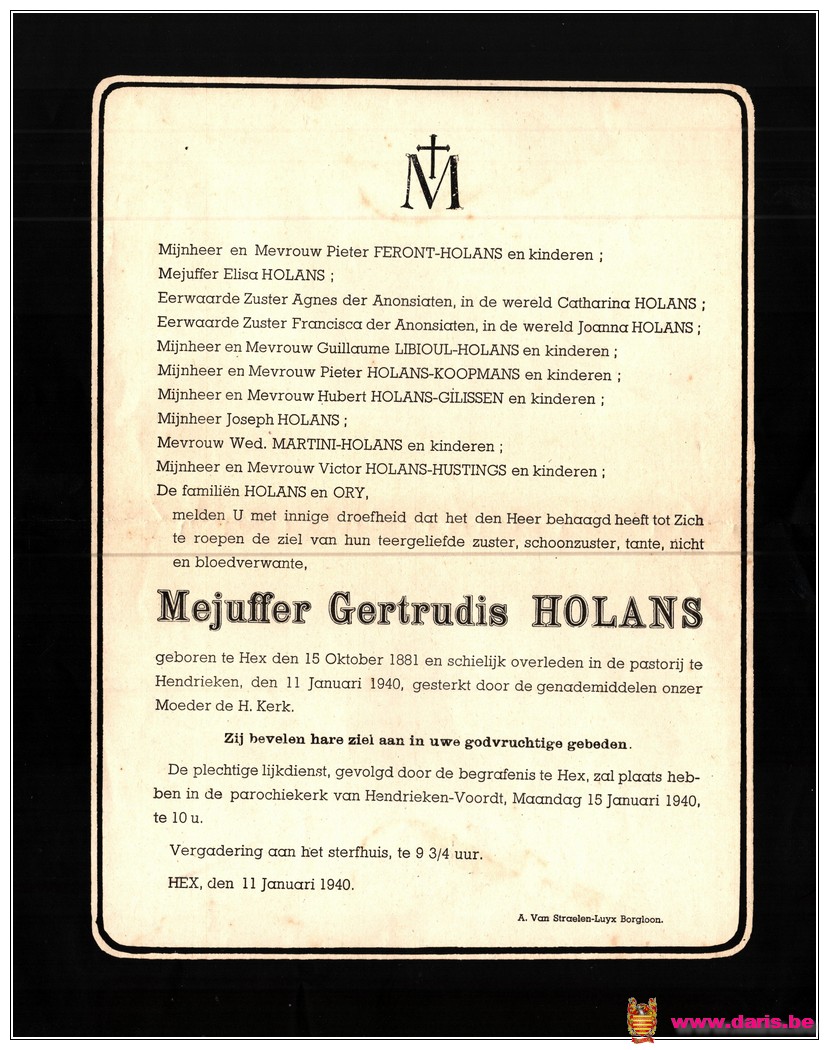 M
Mijnheer en Mevrouw Pieter FERONT-HOLANS en kinderen ;
Mejuffer Elisa HOLANS ;
Eerwaarde Zuster Agnes der Anonsiaten, in de wereld Catharina HOLANS ;
Eerwaarde Zuster Francisca der Anonsiaten, in de wereld Joanna HOLANS ;
Mijnheer en Mevrouw Guillaume LIBIOUL-HOLANS en kinderen ;
Mijnheer en Mevrouw Pieter HOLANS-KOOPMANS en kinderen ;
Mijnheer en Mevrouw Hubert HOLANS-GILISSEN en kinderen ;
Mijnheer Joseph HOLANS ;
Mevrouw Wed. MARTINI-HOLANS en kinderen ;
Mijnheer en Mevrouw Victor HOLANS-HUSTINGS en kinderen ;
De familiën HOLANS en ORY,
melden U met innige droefheid dat het den Heer behaagd heeft tot Zich
te roepen de ziel van hun teergeliefde zuster, schoonzuster, tante, nicht
en bloedverwante,
Mejuffer Gertrudis HOLANS
geboren te Hex den 15 Oktober 1881 en schielijk overleden in de pastorij te
Hendrieken, den 11 Januari 1940, gesterkt door de genademiddelen onzer
Moeder de H. Kerk.
Zij bevelen hare ziel aan in uwe godvruchtige gebeden.
De plechtige lijkdienst, gevolgd door de begrafenis te Hex, zal plaats heb-
ben in de parochiekerk van Hendrieken-Voordt, Maandag 15 Januari 1940,
te 10 u.
Vergadering aan het sterfhuis, te 9 3/4 uur.
HEX, den 11 Januari 1940.
A. Van Straelen-Luyx Borgloon.
www.daris.be